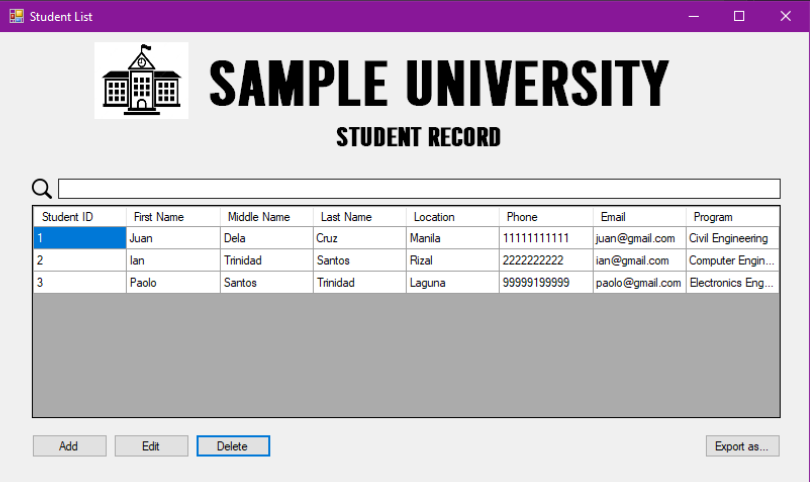 Student List
SAMPLE UNIVERSITY
STUDENT RECORD
Student ID First Name Middle Name Last Name Location Phone Email Program
1 Juan Dela Cruz Manila 11111111111 juan@gmail.com Civil Engineering
2 Ian Trinidad Santos Rizal 2222222222 ian@gmail.com Computer Engin...
3 Paolo Santos Trinidad Laguna 99999199999 paolo@gmail.com Electronics Eng...
Add Edit Delete Export as...